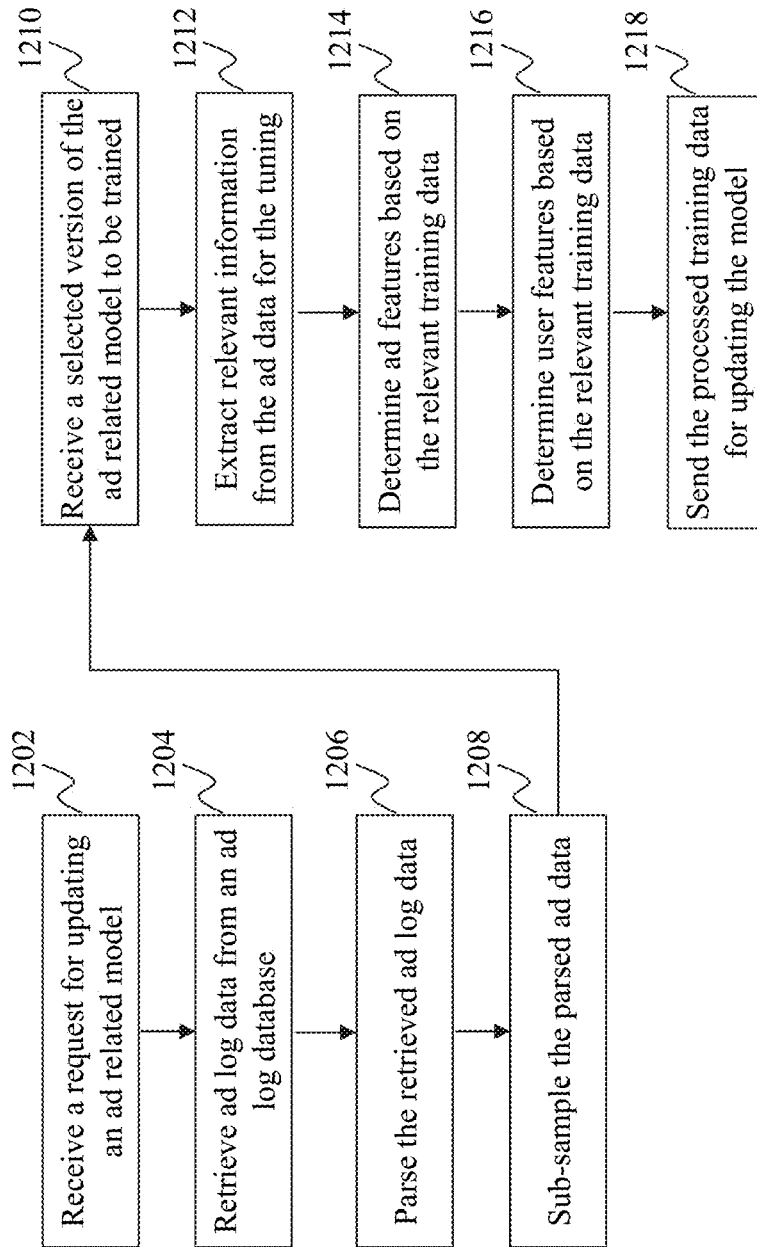 1202
Receive a request for updating
an ad related model
1204
Retrieve ad log data from an ad
log database
1206
Parse the retrieved ad log data
1208
Sub-sample the parsed ad data
1210
Receive a selected version of the
ad related model to be trained
1212
Extract relevant information
from the ad data for the tuning
1214
Determine ad features based on
the relevant training data
1216
Determine user features based
on the relevant training data
1218
Send the processed training data
for updating the model